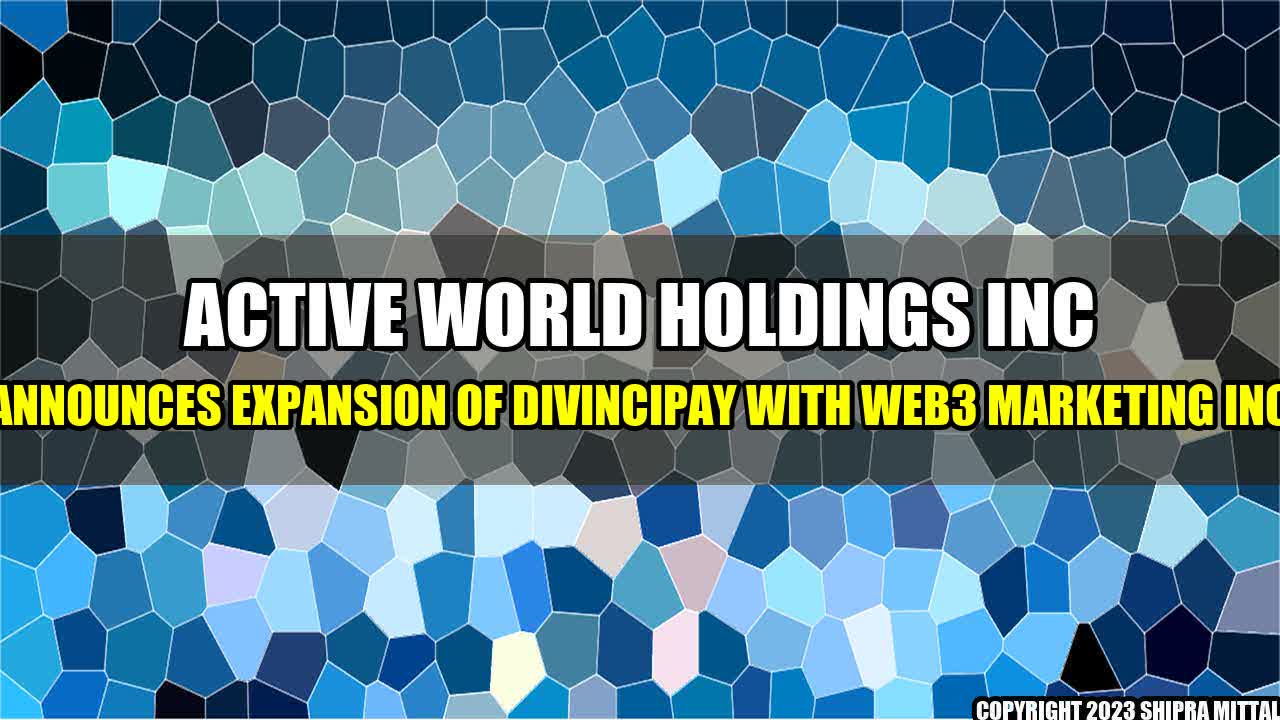 ACTIVE WORLD HOLDINGS INC
ANNOUNCES EXPANSION OF DIVINCIPAY WITH WEB3 MARKETING INC
COPYRIGHT 2023 SHIPRA MITTAL